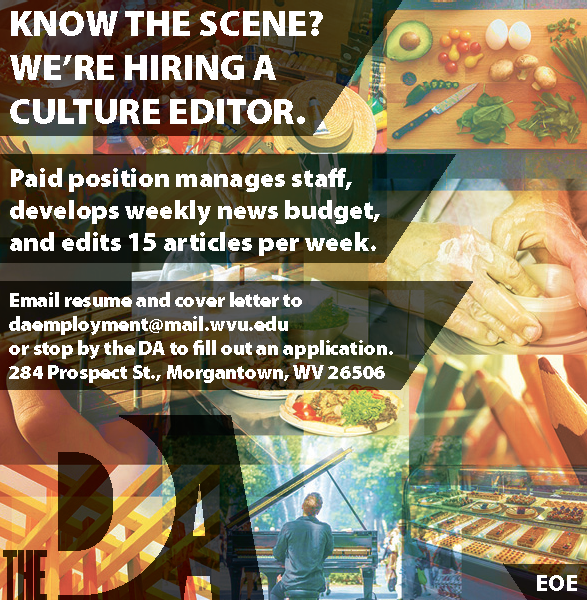 KNOW THE SCENE?
WE'RE HIRING A
CULTURE EDITOR.
Paid position manages staff,
develops weekly news budget,
and edits 15 articles per week.
Email resume and cover letter to
daemployment@mail.wvu.edu
or stop by the DA to fill out an application.
284 Prospect St., Morgantown, WV 26506
THE DA
EOE